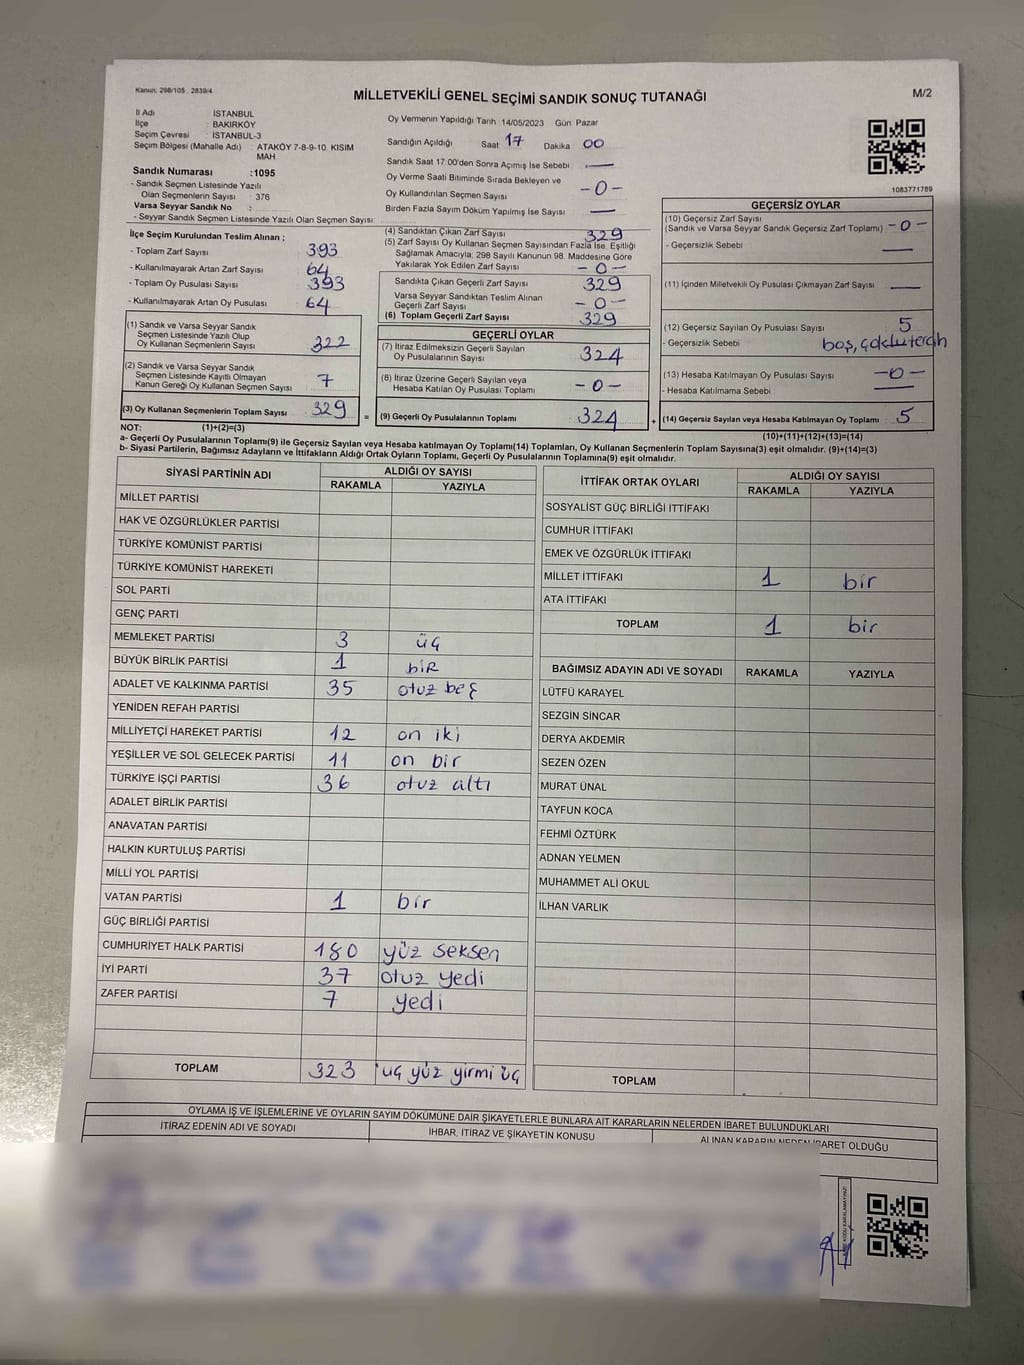 Kanun; 298/105 , 2839/4
MİLLETVEKİLİ GENEL SEÇİMİ SANDIK SONUÇ TUTANAĞI
M/2
İl Adı İSTANBUL
İlçe BAKIRKÖY
Seçim Çevresi : İSTANBUL-3
Seçim Bölgesi (Mahalle Adı) : ATAKÖY 7-8-9-10. KISIM
MAH.
Sandık Numarası :1095
- Sandık Seçmen Listesinde Yazılı
Olan Seçmenlerin Sayısı : 376
Varsa Seyyar Sandık No :
- Seyyar Sandık Seçmen Listesinde Yazılı Olan Seçmen Sayısı:
Oy Vermenin Yapıldığı Tarih :14/05/2023 Gün: Pazar
Sandığın Açıldığı Saat 17 Dakika 00
Sandık Saat 17:00'den Sonra Açımış İse Sebebi —
Oy Verme Saati Bitiminde Sırada Bekleyen ve
Oy Kullandırılan Seçmen Sayısı - 0 -
Birden Fazla Sayım Döküm Yapılmış İse Sayısı —
1083771789
İlçe Seçim Kurulundan Teslim Alınan ;
- Toplam Zarf Sayısı 393
- Kullanılmayarak Artan Zarf Sayısı 64
- Toplam Oy Pusulası Sayısı 393
- Kullanılmayarak Artan Oy Pusulası 64
(1) Sandık ve Varsa Seyyar Sandık
Seçmen Listesinde Yazılı Olup
Oy Kullanan Seçmenlerin Sayısı 322
(2) Sandık ve Varsa Seyyar Sandık
Seçmen Listesinde Kayıtlı Olmayan
Kanun Gereği Oy Kullanan Seçmen Sayısı 7
(3) Oy Kullanan Seçmenlerin Toplam Sayısı 329 =
(4) Sandıktan Çıkan Zarf Sayısı 329
(5) Zarf Sayısı Oy Kullanan Seçmen Sayısından Fazla İse, Eşitliği
Sağlamak Amacıyla; 298 Sayılı Kanunun 98. Maddesine Göre
Yakılarak Yok Edilen Zarf Sayısı - 0 -
Sandıkta Çıkan Geçerli Zarf Sayısı 329
Varsa Seyyar Sandıktan Teslim Alınan
Geçerli Zarf Sayısı - 0 -
(6) Toplam Geçerli Zarf Sayısı 329
GEÇERLİ OYLAR
(7) İtiraz Edilmeksizin Geçerli Sayılan
Oy Pusulalarının Sayısı 324
(8) İtiraz Üzerine Geçerli Sayılan veya
Hesaba Katılan Oy Pusulası Toplamı - 0 -
(9) Geçerli Oy Pusulalarının Toplamı 324 +
GEÇERSİZ OYLAR
(10) Geçersiz Zarf Sayısı
(Sandık ve Varsa Seyyar Sandık Geçersiz Zarf Toplamı) - 0 -
- Geçersizlik Sebebi —
(11) İçinden Milletvekili Oy Pusulası Çıkmayan Zarf Sayısı —
(12) Geçersiz Sayılan Oy Pusulası Sayısı 5
- Geçersizlik Sebebi boş, çoklu tercih
(13) Hesaba Katılmayan Oy Pusulası Sayısı - 0 -
- Hesaba Katılmama Sebebi —
(14) Geçersiz Sayılan veya Hesaba Katılmayan Oy Toplamı 5
NOT: (1)+(2)=(3)
(10)+(11)+(12)+(13)=(14)
a- Geçerli Oy Pusulalarının Toplamı(9) ile Geçersiz Sayılan veya Hesaba katılmayan Oy Toplamı(14) Toplamları, Oy Kullanan Seçmenlerin Toplam Sayısına(3) eşit olmalıdır. (9)+(14)=(3)
b- Siyasi Partilerin, Bağımsız Adayların ve İttifakların Aldığı Ortak Oyların Toplamı, Geçerli Oy Pusulalarının Toplamına(9) eşit olmalıdır.
SİYASİ PARTİNİN ADI ALDIĞI OY SAYISI
RAKAMLA YAZIYLA
MİLLET PARTİSİ
HAK VE ÖZGÜRLÜKLER PARTİSİ
TÜRKİYE KOMÜNİST PARTİSİ
TÜRKİYE KOMÜNİST HAREKETİ
SOL PARTİ
GENÇ PARTİ
MEMLEKET PARTİSİ 3 üç
BÜYÜK BİRLİK PARTİSİ 1 bir
ADALET VE KALKINMA PARTİSİ 35 otuz beş
YENİDEN REFAH PARTİSİ
MİLLİYETÇİ HAREKET PARTİSİ 12 on iki
YEŞİLLER VE SOL GELECEK PARTİSİ 11 on bir
TÜRKİYE İŞÇİ PARTİSİ 36 otuz altı
ADALET BİRLİK PARTİSİ
ANAVATAN PARTİSİ
HALKIN KURTULUŞ PARTİSİ
MİLLİ YOL PARTİSİ
VATAN PARTİSİ 1 bir
GÜÇ BİRLİĞİ PARTİSİ
CUMHURİYET HALK PARTİSİ 180 yüz seksen
İYİ PARTİ 37 otuz yedi
ZAFER PARTİSİ 7 yedi
TOPLAM 323 üç yüz yirmi üç
İTTİFAK ORTAK OYLARI ALDIĞI OY SAYISI
RAKAMLA YAZIYLA
SOSYALİST GÜÇ BİRLİĞİ İTTİFAKI
CUMHUR İTTİFAKI
EMEK VE ÖZGÜRLÜK İTTİFAKI
MİLLET İTTİFAKI 1 bir
ATA İTTİFAKI
TOPLAM 1 bir
BAĞIMSIZ ADAYIN ADI VE SOYADI RAKAMLA YAZIYLA
LÜTFÜ KARAYEL
SEZGİN SİNCAR
DERYA AKDEMİR
SEZEN ÖZEN
MURAT ÜNAL
TAYFUN KOCA
FEHMİ ÖZTÜRK
ADNAN YELMEN
MUHAMMET ALİ OKUL
İLHAN VARLIK
TOPLAM
OYLAMA İŞ VE İŞLEMLERİNE VE OYLARIN SAYIM DÖKÜMÜNE DAİR ŞİKAYETLERLE BUNLARA AİT KARARLARIN NELERDEN İBARET BULUNDUKLARI
İTİRAZ EDENİN ADI VE SOYADI İHBAR, İTİRAZ VE ŞİKAYETİN KONUSU ALINAN KARARIN NEDEN İBARET OLDUĞU